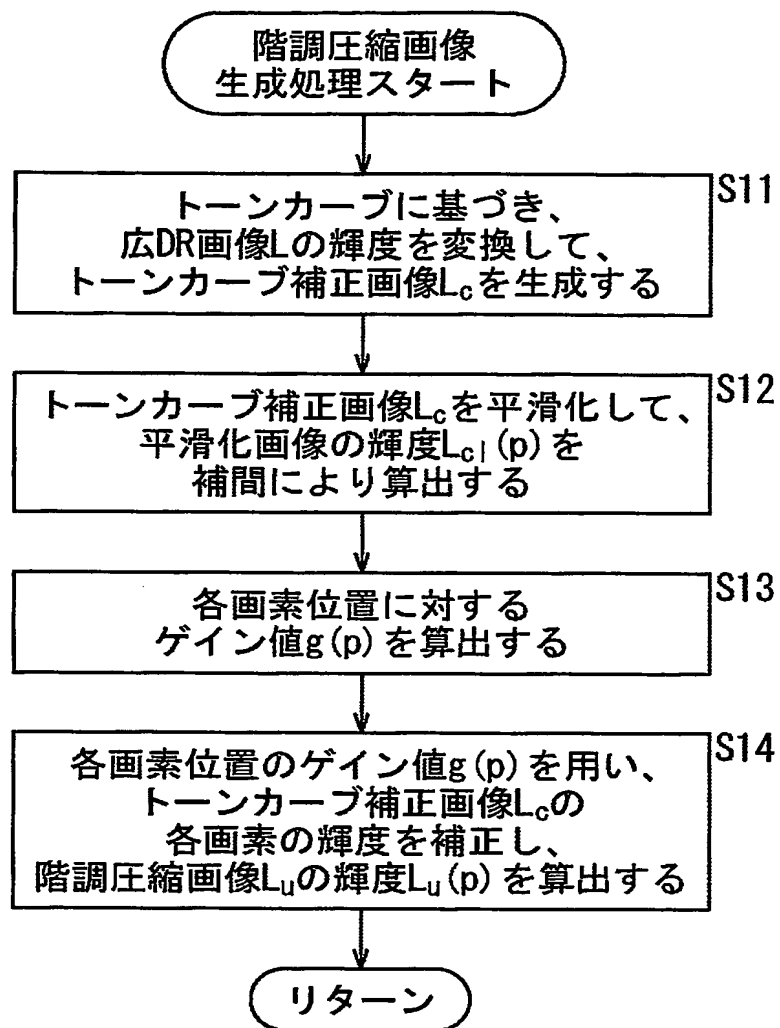 階調圧縮画像
生成処理スタート
S11
トーンカーブに基づき、
広DR画像Lの輝度を変換して、
トーンカーブ補正画像Lcを生成する
S12
トーンカーブ補正画像Lcを平滑化して、
平滑化画像の輝度Lcl(p)を
補間により算出する
S13
各画素位置に対する
ゲイン値g(p)を算出する
S14
各画素位置のゲイン値g(p)を用い、
トーンカーブ補正画像Lcの
各画素の輝度を補正し、
階調圧縮画像Luの輝度Lu(p)を算出する
リターン